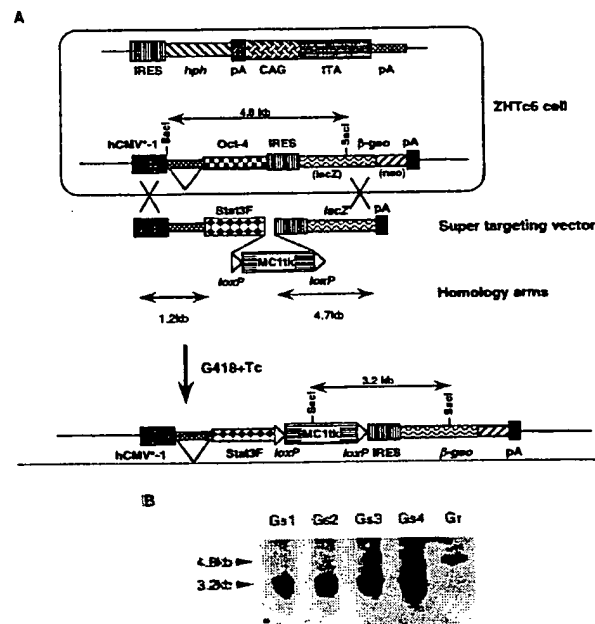 A
IRES hph pA CAG tTA pA
ZHTc6 cell
4.8 kb
hCMV*-1 SacI Oct-4 IRES SacI β-geo pA
(lacZ) (neo)
Stat3F lacZ pA
Super targeting vector
MC1tk
loxP loxP
Homology arms
1.2kb 4.7kb
G418+Tc
3.2 kb
SacI SacI
MC1tk
hCMV*-1 Stat3F loxP loxP IRES β-geo pA
B
Gs1 Gs2 Gs3 Gs4 Gr
4.8kb
3.2kb